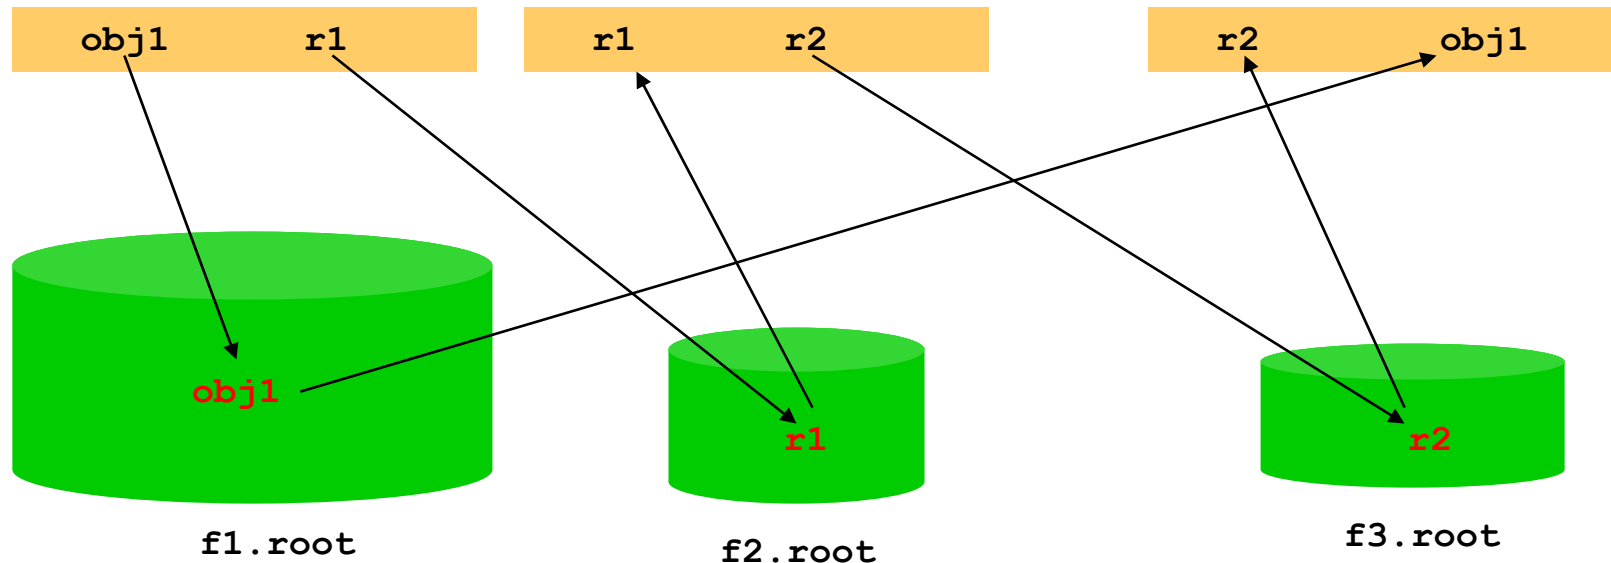 obj1 r1
r1 r2
r2 obj1
obj1
r1
r2
f1.root
f2.root
f3.root